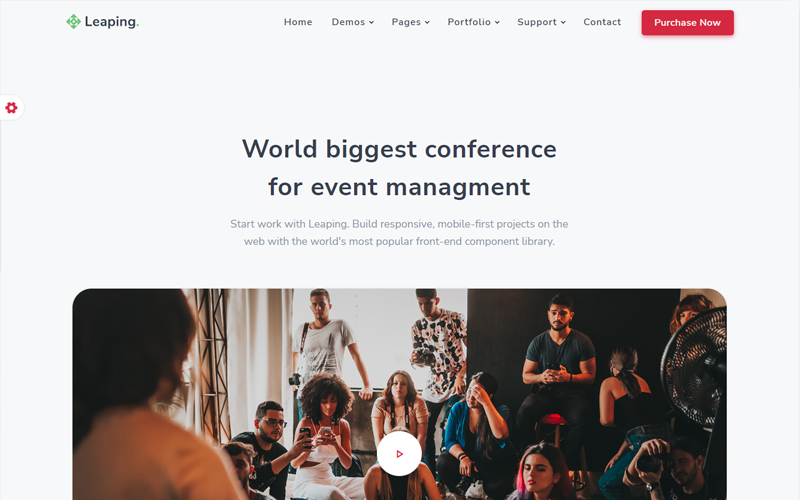 Leaping.
Home
Demos
Pages
Portfolio
Support
Contact
Purchase Now
World biggest conference
for event managment
Start work with Leaping. Build responsive, mobile-first projects on the
web with the world's most popular front-end component library.